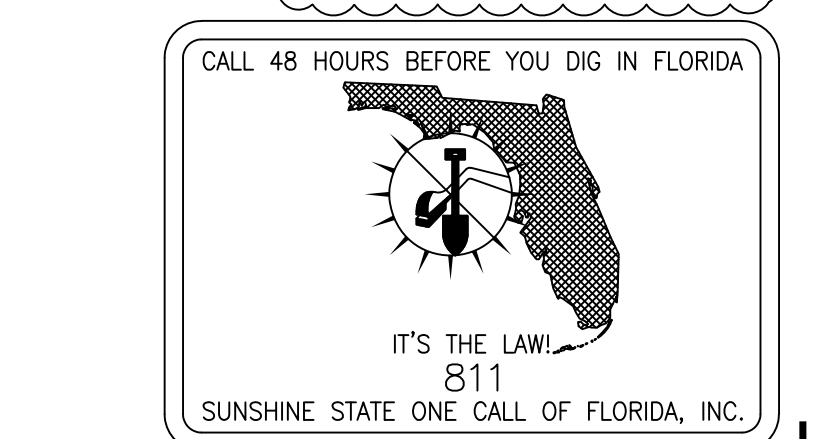 CALL 48 HOURS BEFORE YOU DIG IN FLORIDA
IT'S THE LAW!
811
SUNSHINE STATE ONE CALL OF FLORIDA, INC.